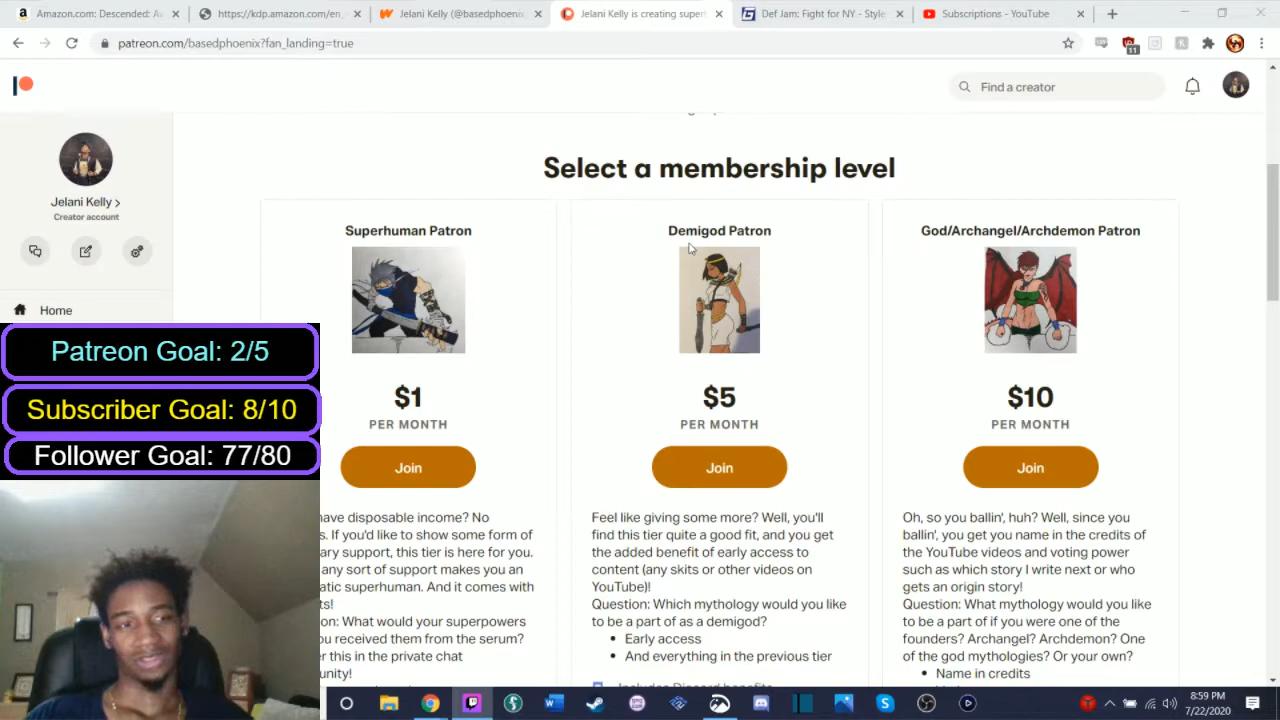 Amazon.com: Descended: Aw
https://kdp.amazon.com/en_
Jelani Kelly (@basedphoenix
Jelani Kelly is creating super
Def Jam: Fight for NY - Style
Subscriptions - YouTube
patreon.com/basedphoenix?fan_landing=true
11
Find a creator
Jelani Kelly
Creator account
Home
Patreon Goal: 2/5
Subscriber Goal: 8/10
Follower Goal: 77/80
Select a membership level
Superhuman Patron
$1
PER MONTH
Join
have disposable income? No
s. If you'd like to show some form of
ary support, this tier is here for you.
any sort of support makes you an
atic superhuman. And it comes with
ts!
on: What would your superpowers
ou received them from the serum?
er this in the private chat
unity!
Demigod Patron
$5
PER MONTH
Join
Feel like giving some more? Well, you'll
find this tier quite a good fit, and you get
the added benefit of early access to
content (any skits or other videos on
YouTube)!
Question: Which mythology would you like
to be a part of as a demigod?
Early access
And everything in the previous tier
Includes Discord benefits
God/Archangel/Archdemon Patron
$10
PER MONTH
Join
Oh, so you ballin', huh? Well, since you
ballin', you get you name in the credits of
the YouTube videos and voting power
such as which story I write next or who
gets an origin story!
Question: What mythology would you like
to be a part of if you were one of the
founders? Archangel? Archdemon? One
of the god mythologies? Or your own?
Name in credits
8:59 PM
7/22/2020